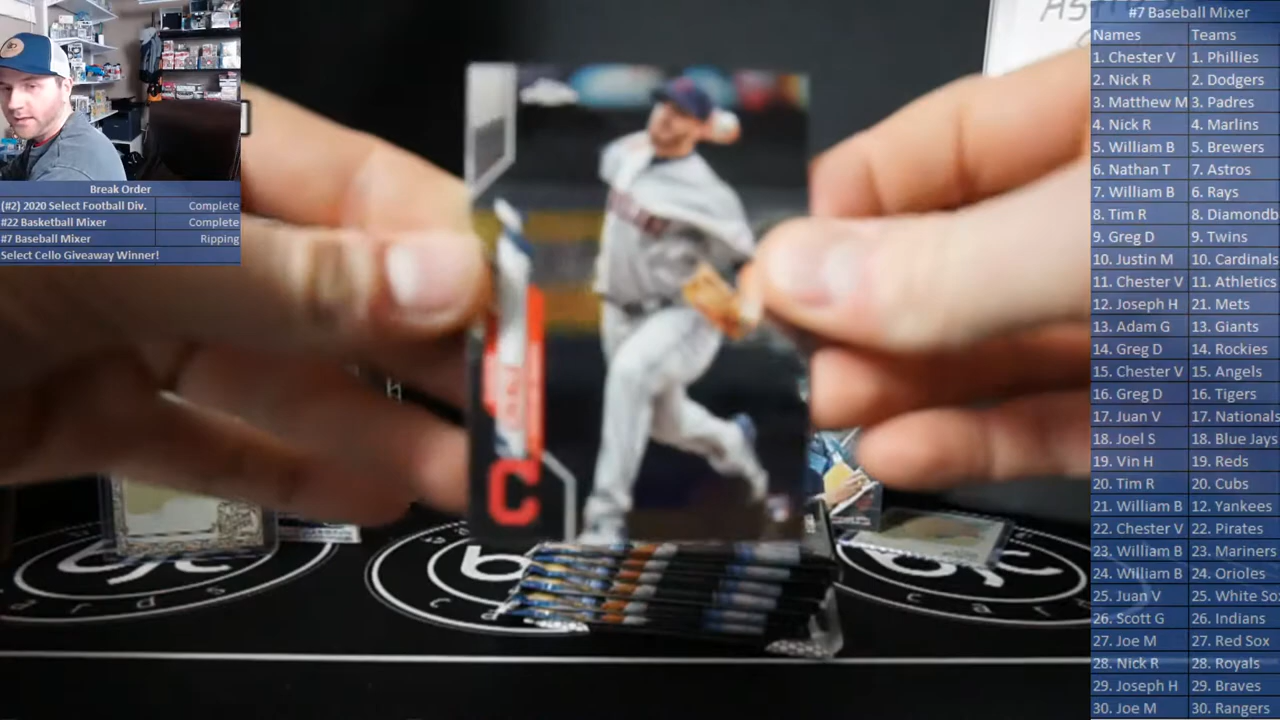 #7 Baseball Mixer
Names Teams
1. Chester V 1. Phillies
2. Nick R 2. Dodgers
3. Matthew M 3. Padres
4. Nick R 4. Marlins
5. William B 5. Brewers
6. Nathan T 7. Astros
7. William B 6. Rays
8. Tim R 8. Diamondb
9. Greg D 9. Twins
10. Justin M 10. Cardinals
11. Chester V 11. Athletics
12. Joseph H 21. Mets
13. Adam G 13. Giants
14. Greg D 14. Rockies
15. Chester V 15. Angels
16. Greg D 16. Tigers
17. Juan V 17. Nationals
18. Joel S 18. Blue Jays
19. Vin H 19. Reds
20. Tim R 20. Cubs
21. William B 12. Yankees
22. Chester V 22. Pirates
23. William B 23. Mariners
24. William B 24. Orioles
25. Juan V 25. White Sox
26. Scott G 26. Indians
27. Joe M 27. Red Sox
28. Nick R 28. Royals
29. Joseph H 29. Braves
30. Joe M 30. Rangers
Break Order
(#2) 2020 Select Football Div. Complete
#22 Basketball Mixer Complete
#7 Baseball Mixer Ripping
Select Cello Giveaway Winner!
C